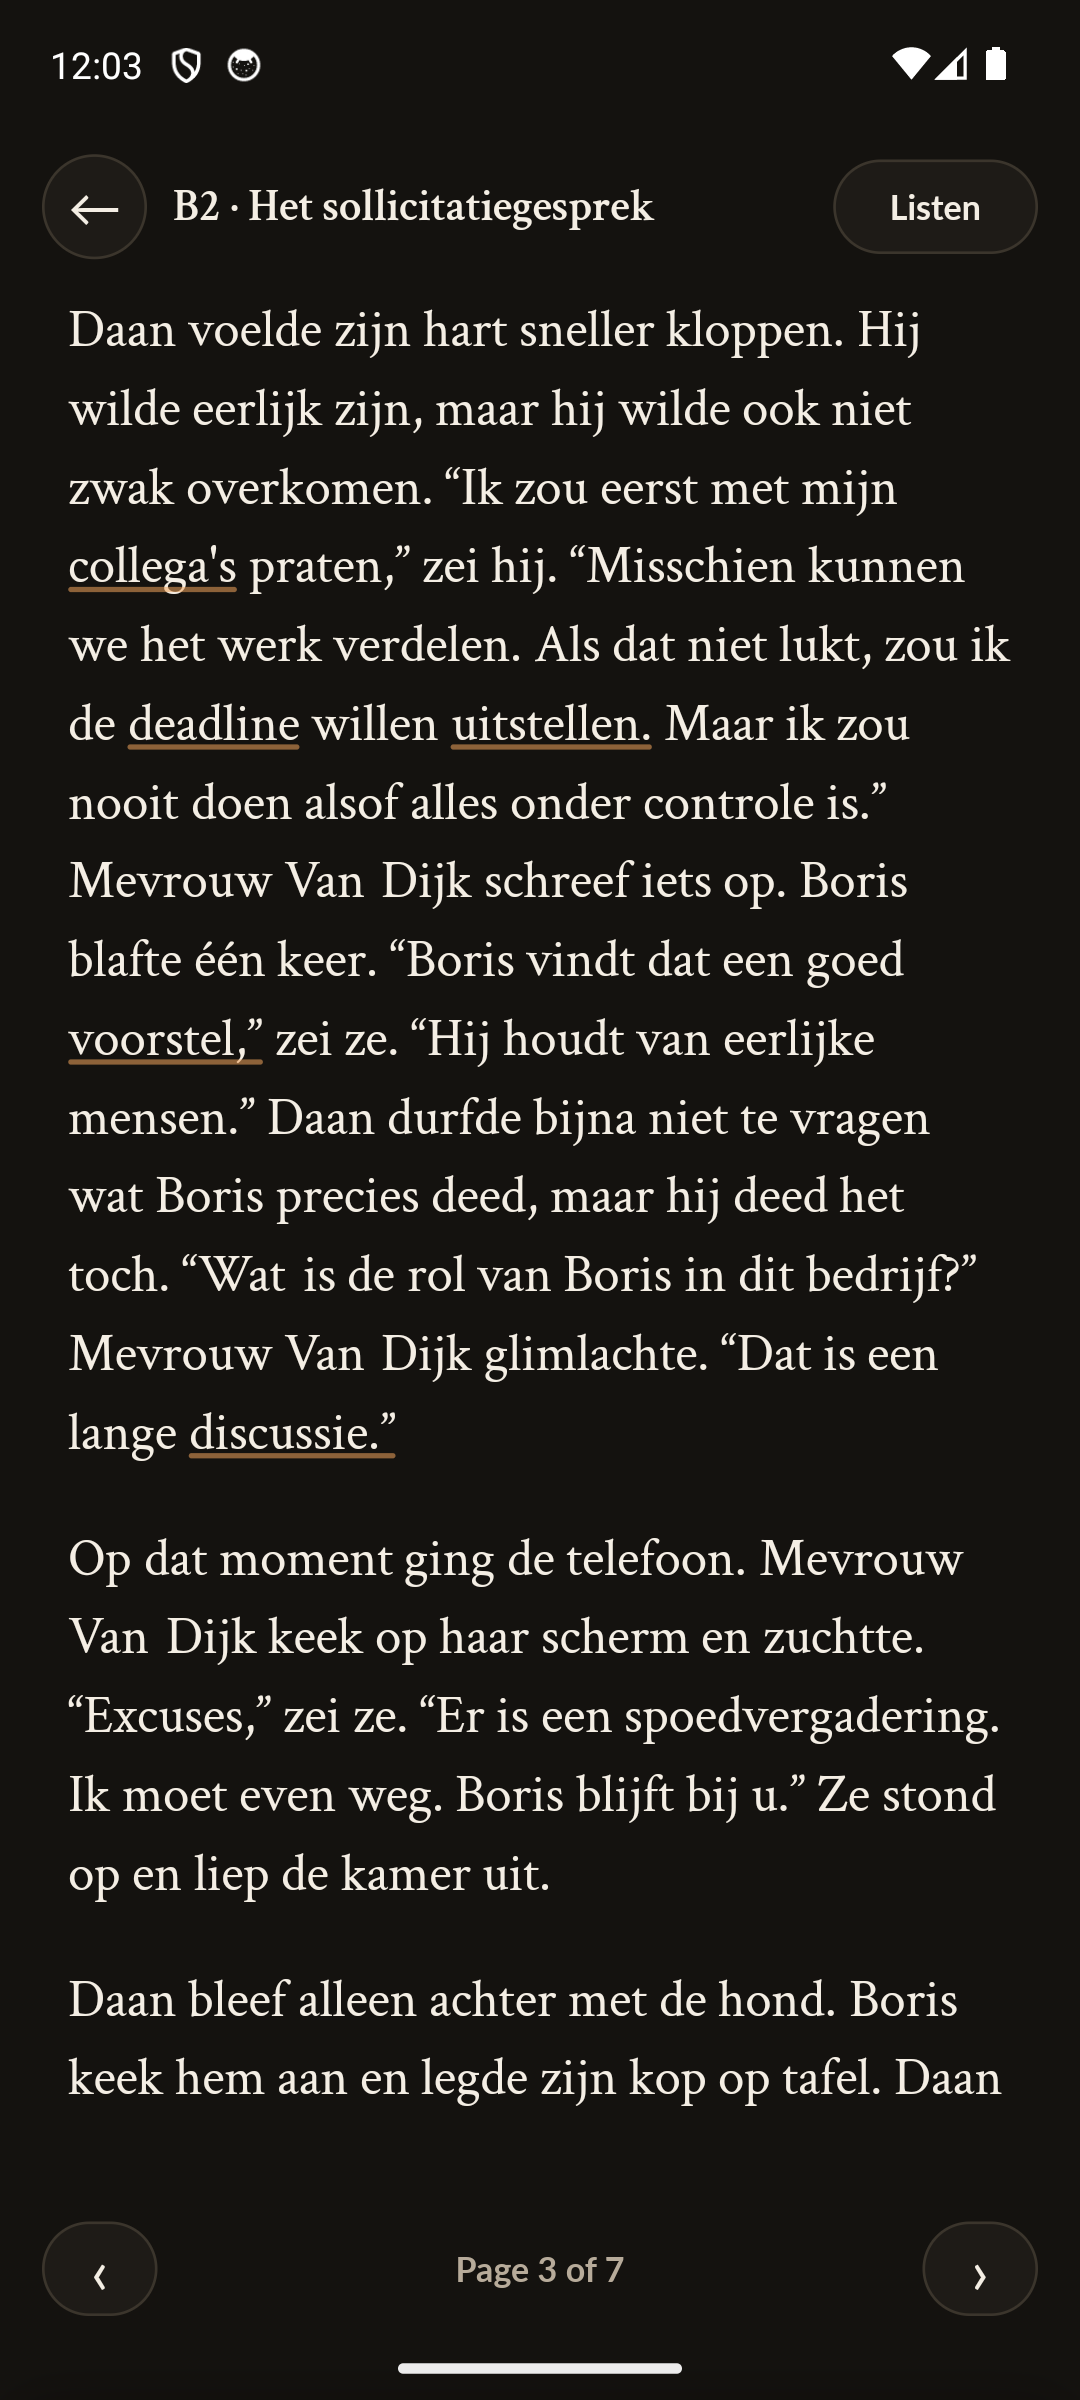 12:03
B2 · Het sollicitatiegesprek
Listen
Daan voelde zijn hart sneller kloppen. Hij
wilde eerlijk zijn, maar hij wilde ook niet
zwak overkomen. “Ik zou eerst met mijn
collega's praten,” zei hij. “Misschien kunnen
we het werk verdelen. Als dat niet lukt, zou ik
de deadline willen uitstellen. Maar ik zou
nooit doen alsof alles onder controle is.”
Mevrouw Van Dijk schreef iets op. Boris
blafte één keer. “Boris vindt dat een goed
voorstel,” zei ze. “Hij houdt van eerlijke
mensen.” Daan durfde bijna niet te vragen
wat Boris precies deed, maar hij deed het
toch. “Wat is de rol van Boris in dit bedrijf?”
Mevrouw Van Dijk glimlachte. “Dat is een
lange discussie.”
Op dat moment ging de telefoon. Mevrouw
Van Dijk keek op haar scherm en zuchtte.
“Excuses,” zei ze. “Er is een spoedvergadering.
Ik moet even weg. Boris blijft bij u.” Ze stond
op en liep de kamer uit.
Daan bleef alleen achter met de hond. Boris
keek hem aan en legde zijn kop op tafel. Daan
‹
Page 3 of 7
›